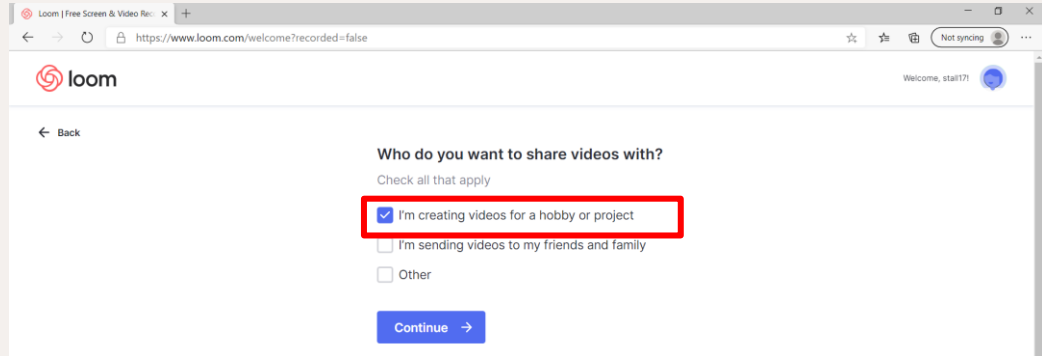 Loom | Free Screen & Video Rec
https://www.loom.com/welcome?recorded=false
Not syncing
loom
Welcome, stall17!
Back
Who do you want to share videos with?
Check all that apply
I'm creating videos for a hobby or project
I'm sending videos to my friends and family
Other
Continue